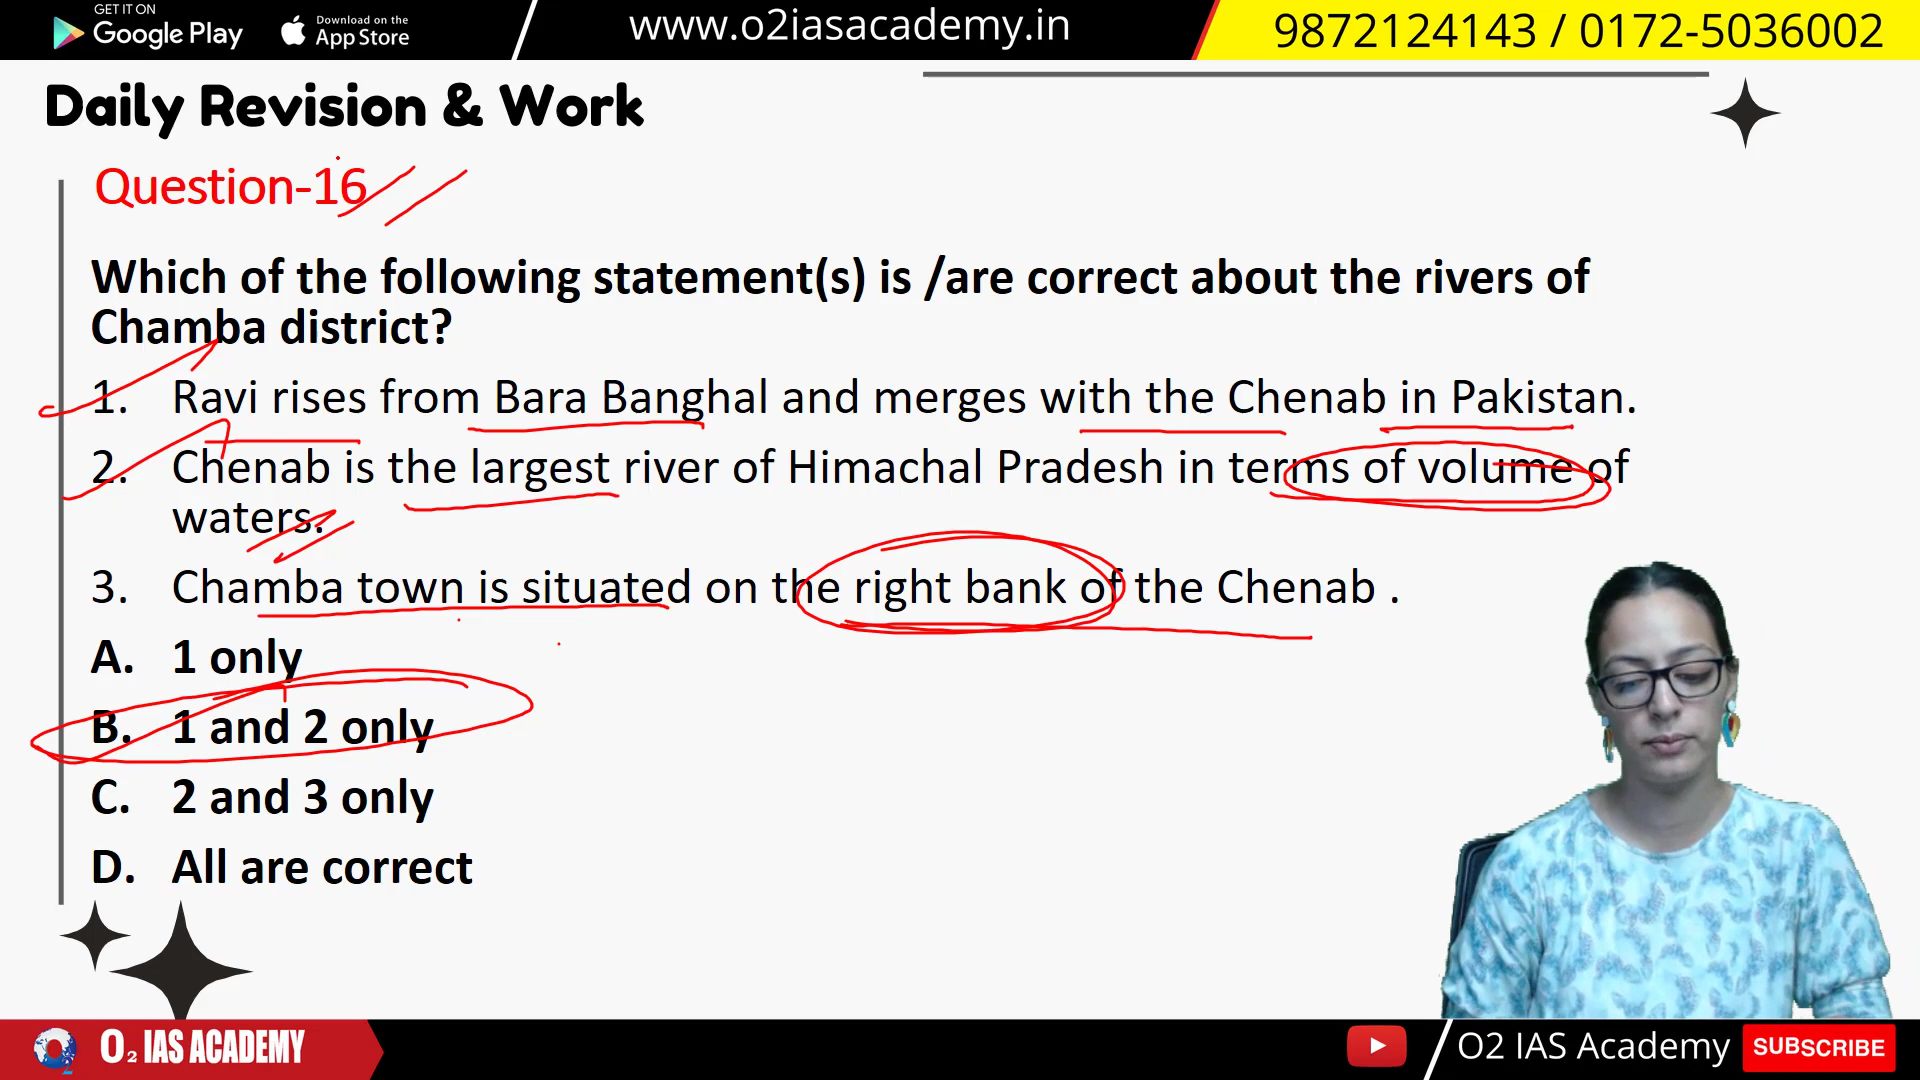 GET IT ON
Google Play
Download on the
App Store
www.o2iasacademy.in
9872124143 / 0172-5036002
Daily Revision & Work
Question-16
Which of the following statement(s) is /are correct about the rivers of
Chamba district?
1. Ravi rises from Bara Banghal and merges with the Chenab in Pakistan.
2. Chenab is the largest river of Himachal Pradesh in terms of volume of
waters.
3. Chamba town is situated on the right bank of the Chenab .
A. 1 only
B. 1 and 2 only
C. 2 and 3 only
D. All are correct
O2 IAS ACADEMY
O2 IAS Academy
SUBSCRIBE